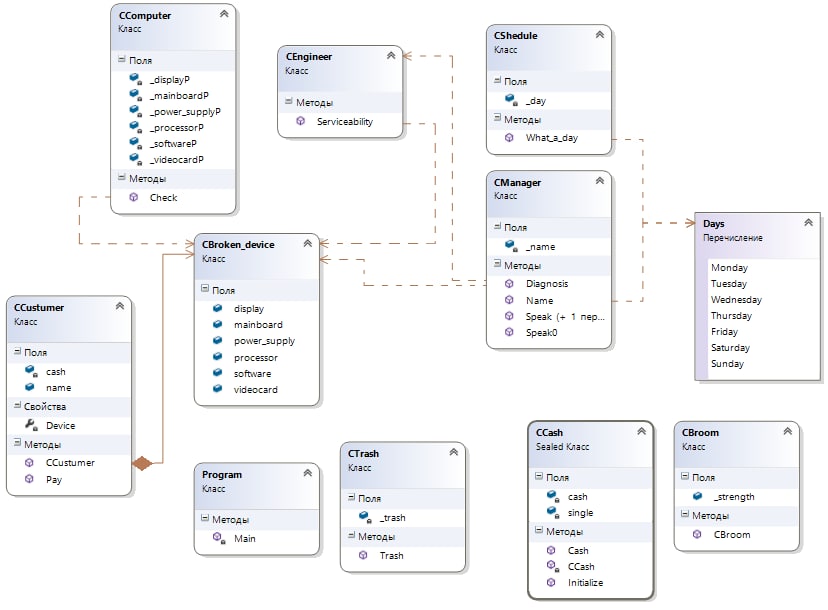 CComputer
Класс
Поля
_displayP
_mainboardP
_power_supplyP
_processorP
_softwareP
_videocardP
Методы
Check
CEngineer
Класс
Методы
Serviceability
CShedule
Класс
Поля
_day
Методы
What_a_day
CManager
Класс
Поля
_name
Методы
Diagnosis
Name
Speak (+ 1 пер...
Speak0
Days
Перечисление
Monday
Tuesday
Wednesday
Thursday
Friday
Saturday
Sunday
CBroken_device
Класс
Поля
display
mainboard
power_supply
processor
software
videocard
CCustumer
Класс
Поля
cash
name
Свойства
Device
Методы
CCustumer
Pay
Program
Класс
Методы
Main
CTrash
Класс
Поля
_trash
Методы
Trash
CCash
Sealed Класс
Поля
cash
single
Методы
Cash
CCash
Initialize
CBroom
Класс
Поля
_strength
Методы
CBroom